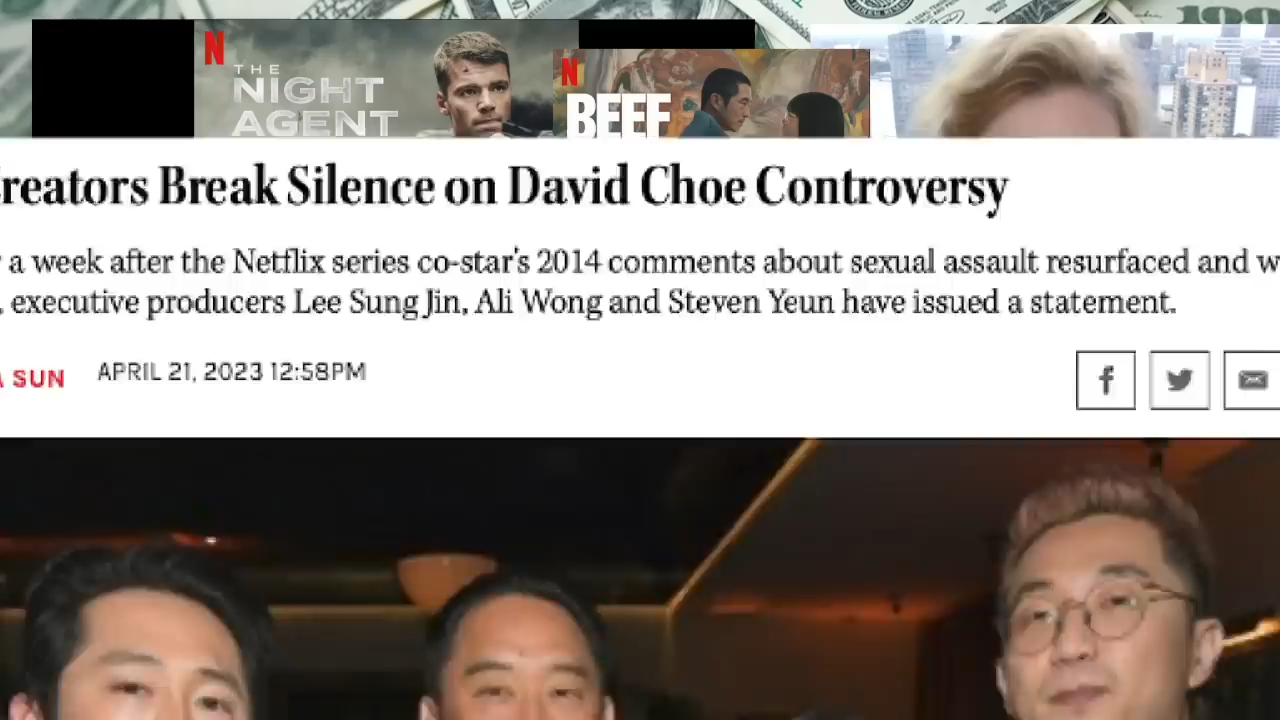 100
N
THE
NIGHT
AGENT
N
BEEF
reators Break Silence on David Choe Controversy
a week after the Netflix series co-star's 2014 comments about sexual assault resurfaced and w
, executive producers Lee Sung Jin, Ali Wong and Steven Yeun have issued a statement.
SUN APRIL 21, 2023 12:58PM